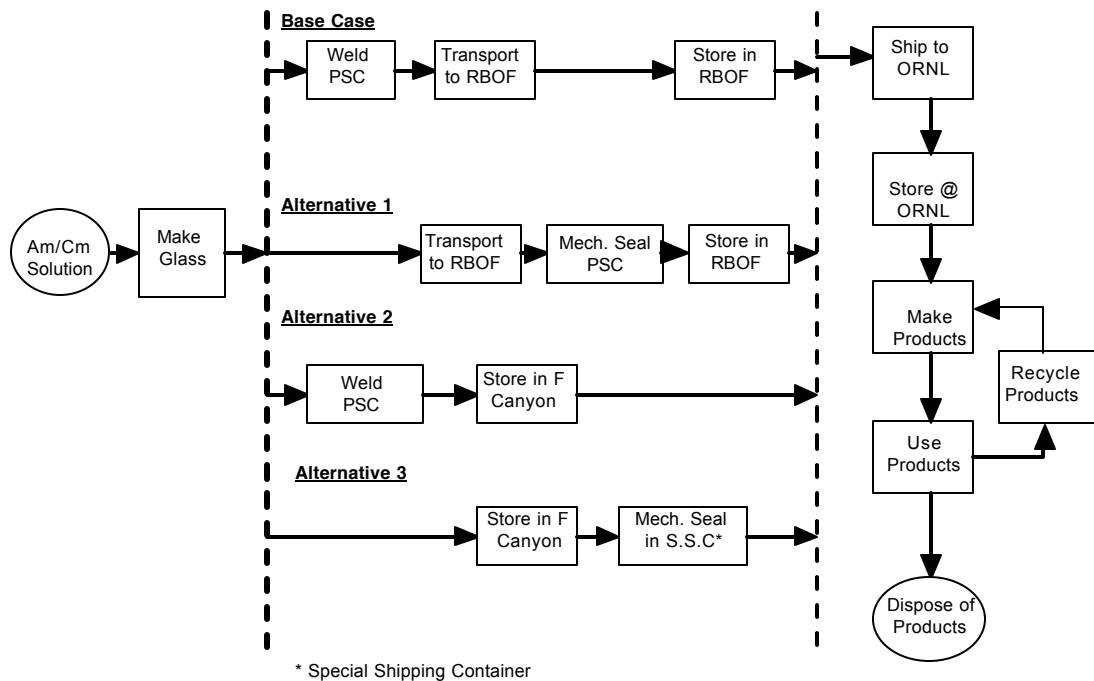 Base Case
Weld
PSC
Transport
to RBOF
Store in
RBOF
Ship to
ORNL
Store @
ORNL
Alternative 1
Am/Cm
Solution
Make
Glass
Transport
to RBOF
Mech. Seal
PSC
Store in
RBOF
Make
Products
Alternative 2
Weld
PSC
Store in F
Canyon
Recycle
Products
Use
Products
Alternative 3
Store in F
Canyon
Mech. Seal
in S.S.C*
Dispose of
Products
* Special Shipping Container